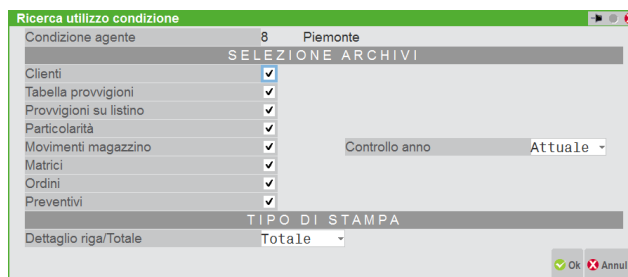 Ricerca utilizzo condizione
Condizione agente 8 Piemonte
SELEZIONE ARCHIVI
Clienti
Tabella provvigioni
Provvigioni su listino
Particolarità
Movimenti magazzino Controllo anno Attuale
Matrici
Ordini
Preventivi
TIPO DI STAMPA
Dettaglio riga/Totale Totale
Ok Annul